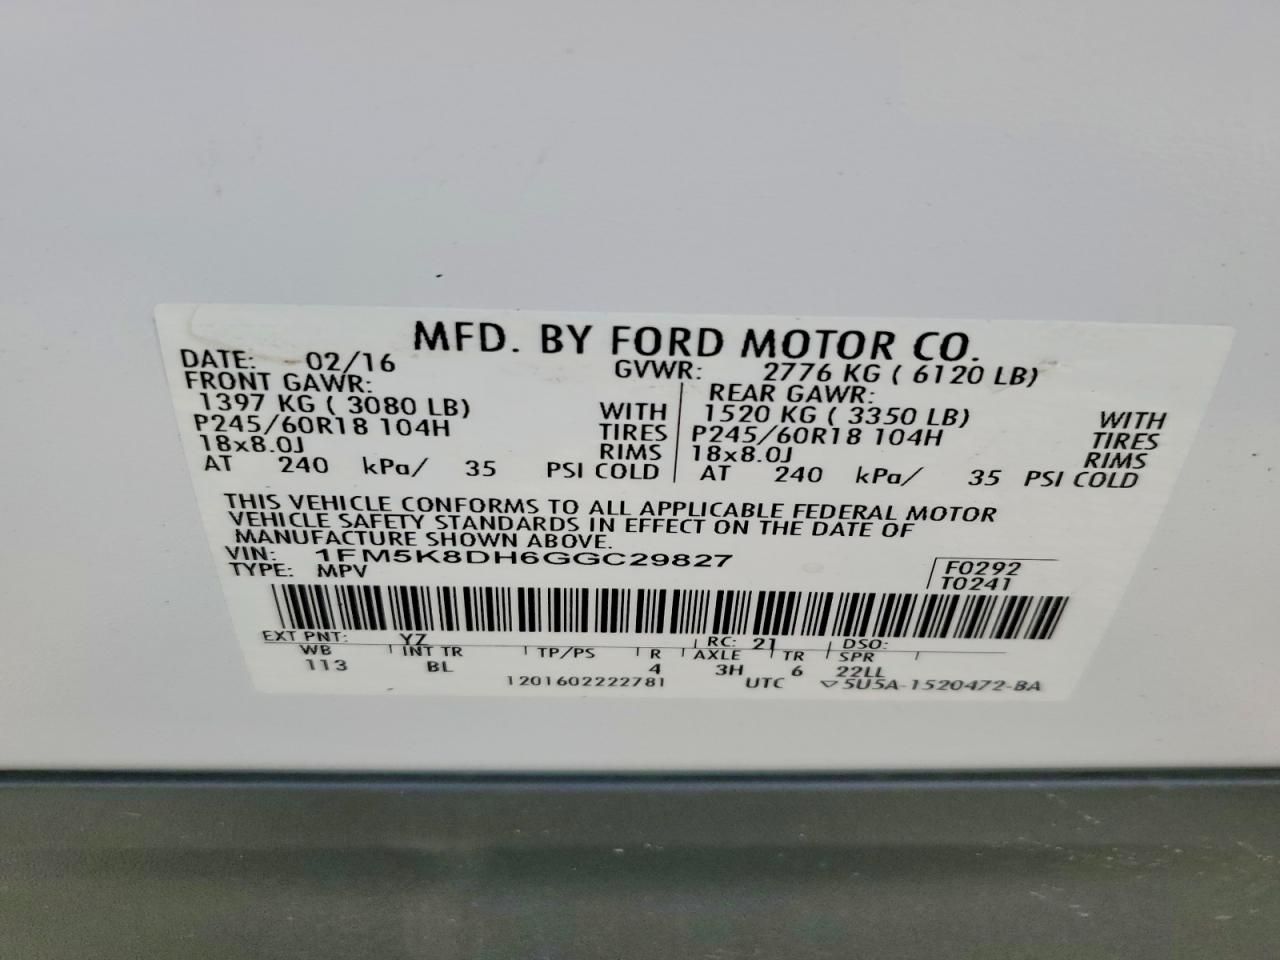 MFD. BY FORD MOTOR CO.
DATE: 02/16 GVWR: 2776 KG ( 6120 LB)
FRONT GAWR: REAR GAWR:
1397 KG ( 3080 LB) WITH 1520 KG ( 3350 LB) WITH
P245/60R18 104H TIRES P245/60R18 104H TIRES
18x8.0J RIMS 18x8.0J RIMS
AT 240 kPa/ 35 PSI COLD AT 240 kPa/ 35 PSI COLD
THIS VEHICLE CONFORMS TO ALL APPLICABLE FEDERAL MOTOR
VEHICLE SAFETY STANDARDS IN EFFECT ON THE DATE OF
MANUFACTURE SHOWN ABOVE.
VIN: 1FM5K8DH6GGC29827 F0292
TYPE: MPV T0241
EXT PNT: YZ RC: 21 DSO:
WB INT TR TP/PS R AXLE TR SPR
113 BL 4 3H 6 22LL
1201602222781 UTC ▽5U5A-1520472-BA